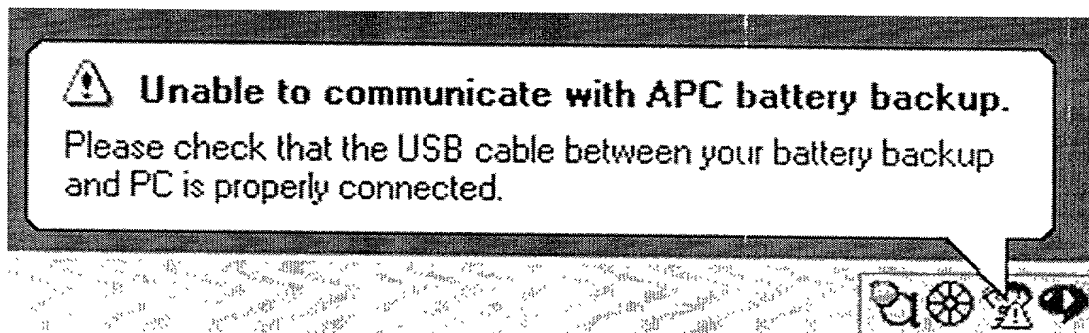 Unable to communicate with APC battery backup.
Please check that the USB cable between your battery backup
and PC is properly connected.